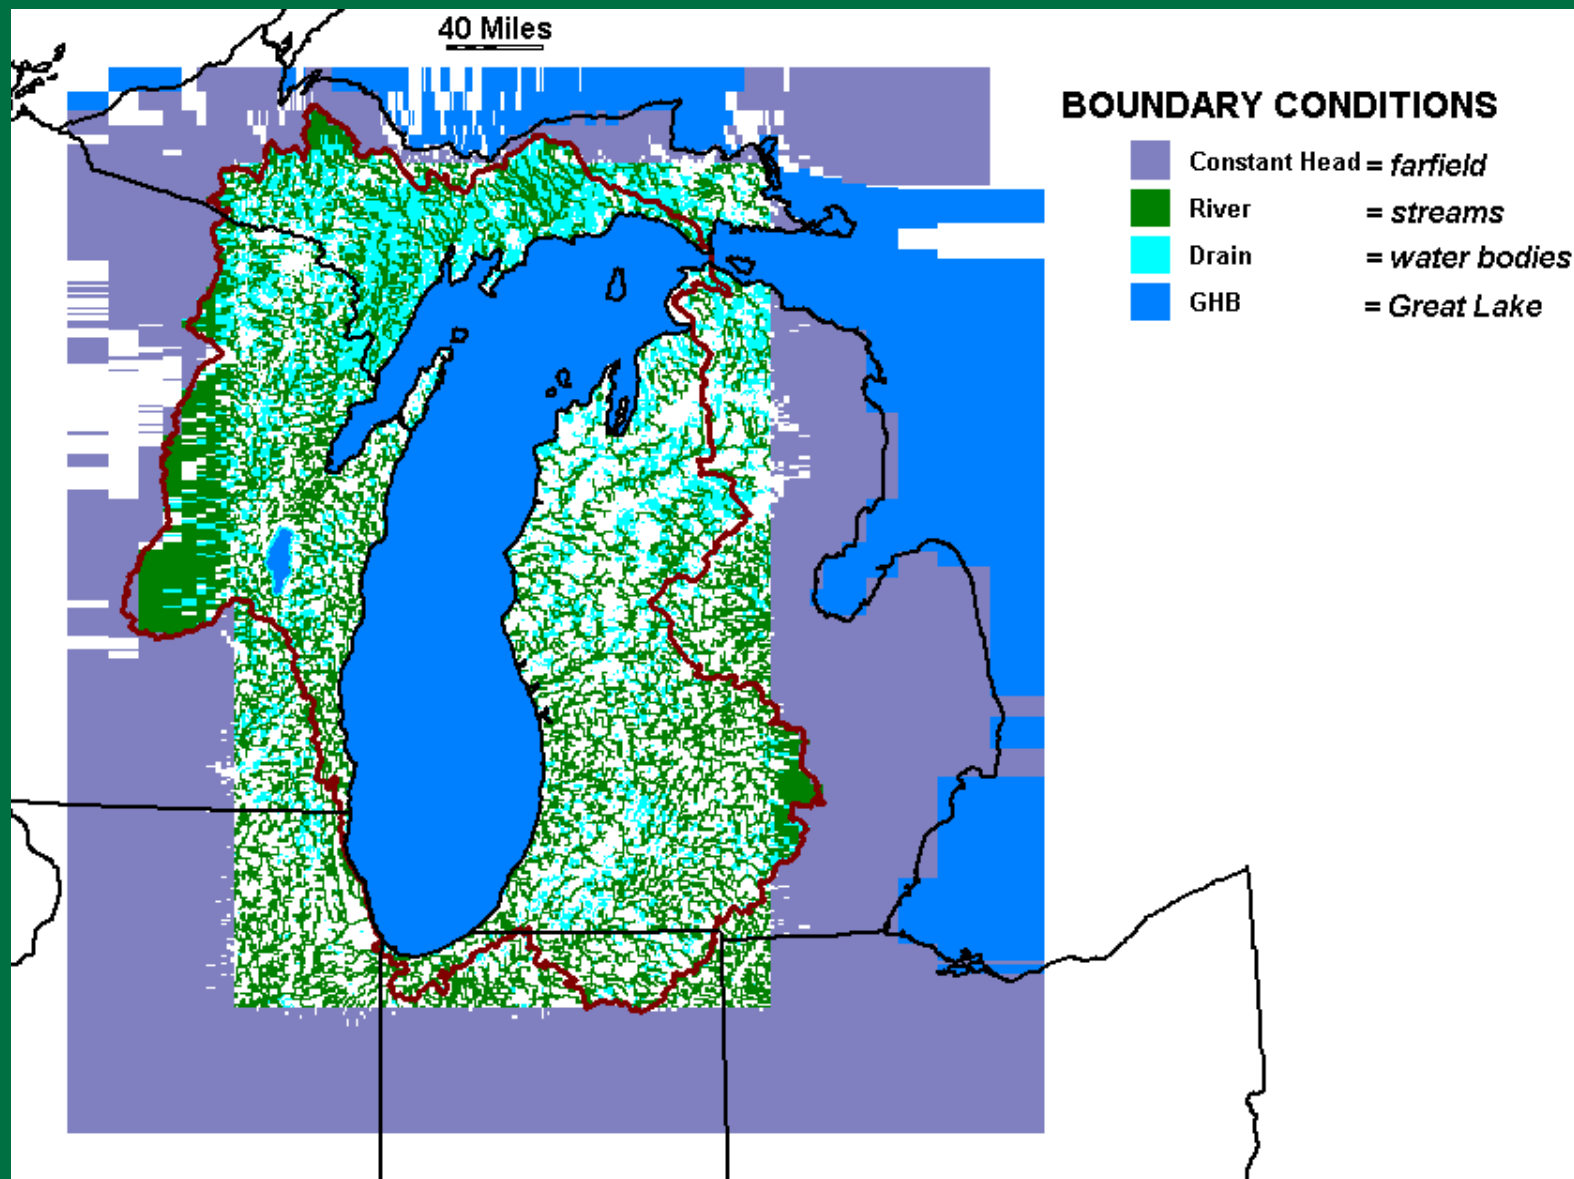 40 Miles
BOUNDARY CONDITIONS
Constant Head = farfield
River = streams
Drain = water bodies
GHB = Great Lake